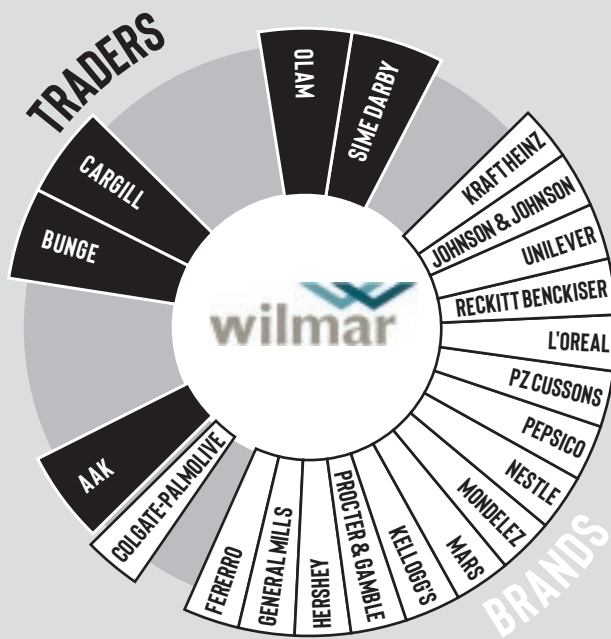 TRADERS
OLAM
SIME DARBY
CARGILL
BUNGE
AAK
COLGATE-PALMOLIVE
wilmar
KRAFT HEINZ
JOHNSON & JOHNSON
UNILEVER
RECKITT BENCKISER
L'OREAL
PZ CUSSONS
PEPSICO
NESTLE
MONDELEZ
MARS
KELLOGG'S
PROCTER & GAMBLE
HERSHEY
GENERAL MILLS
FERERRO
BRANDS